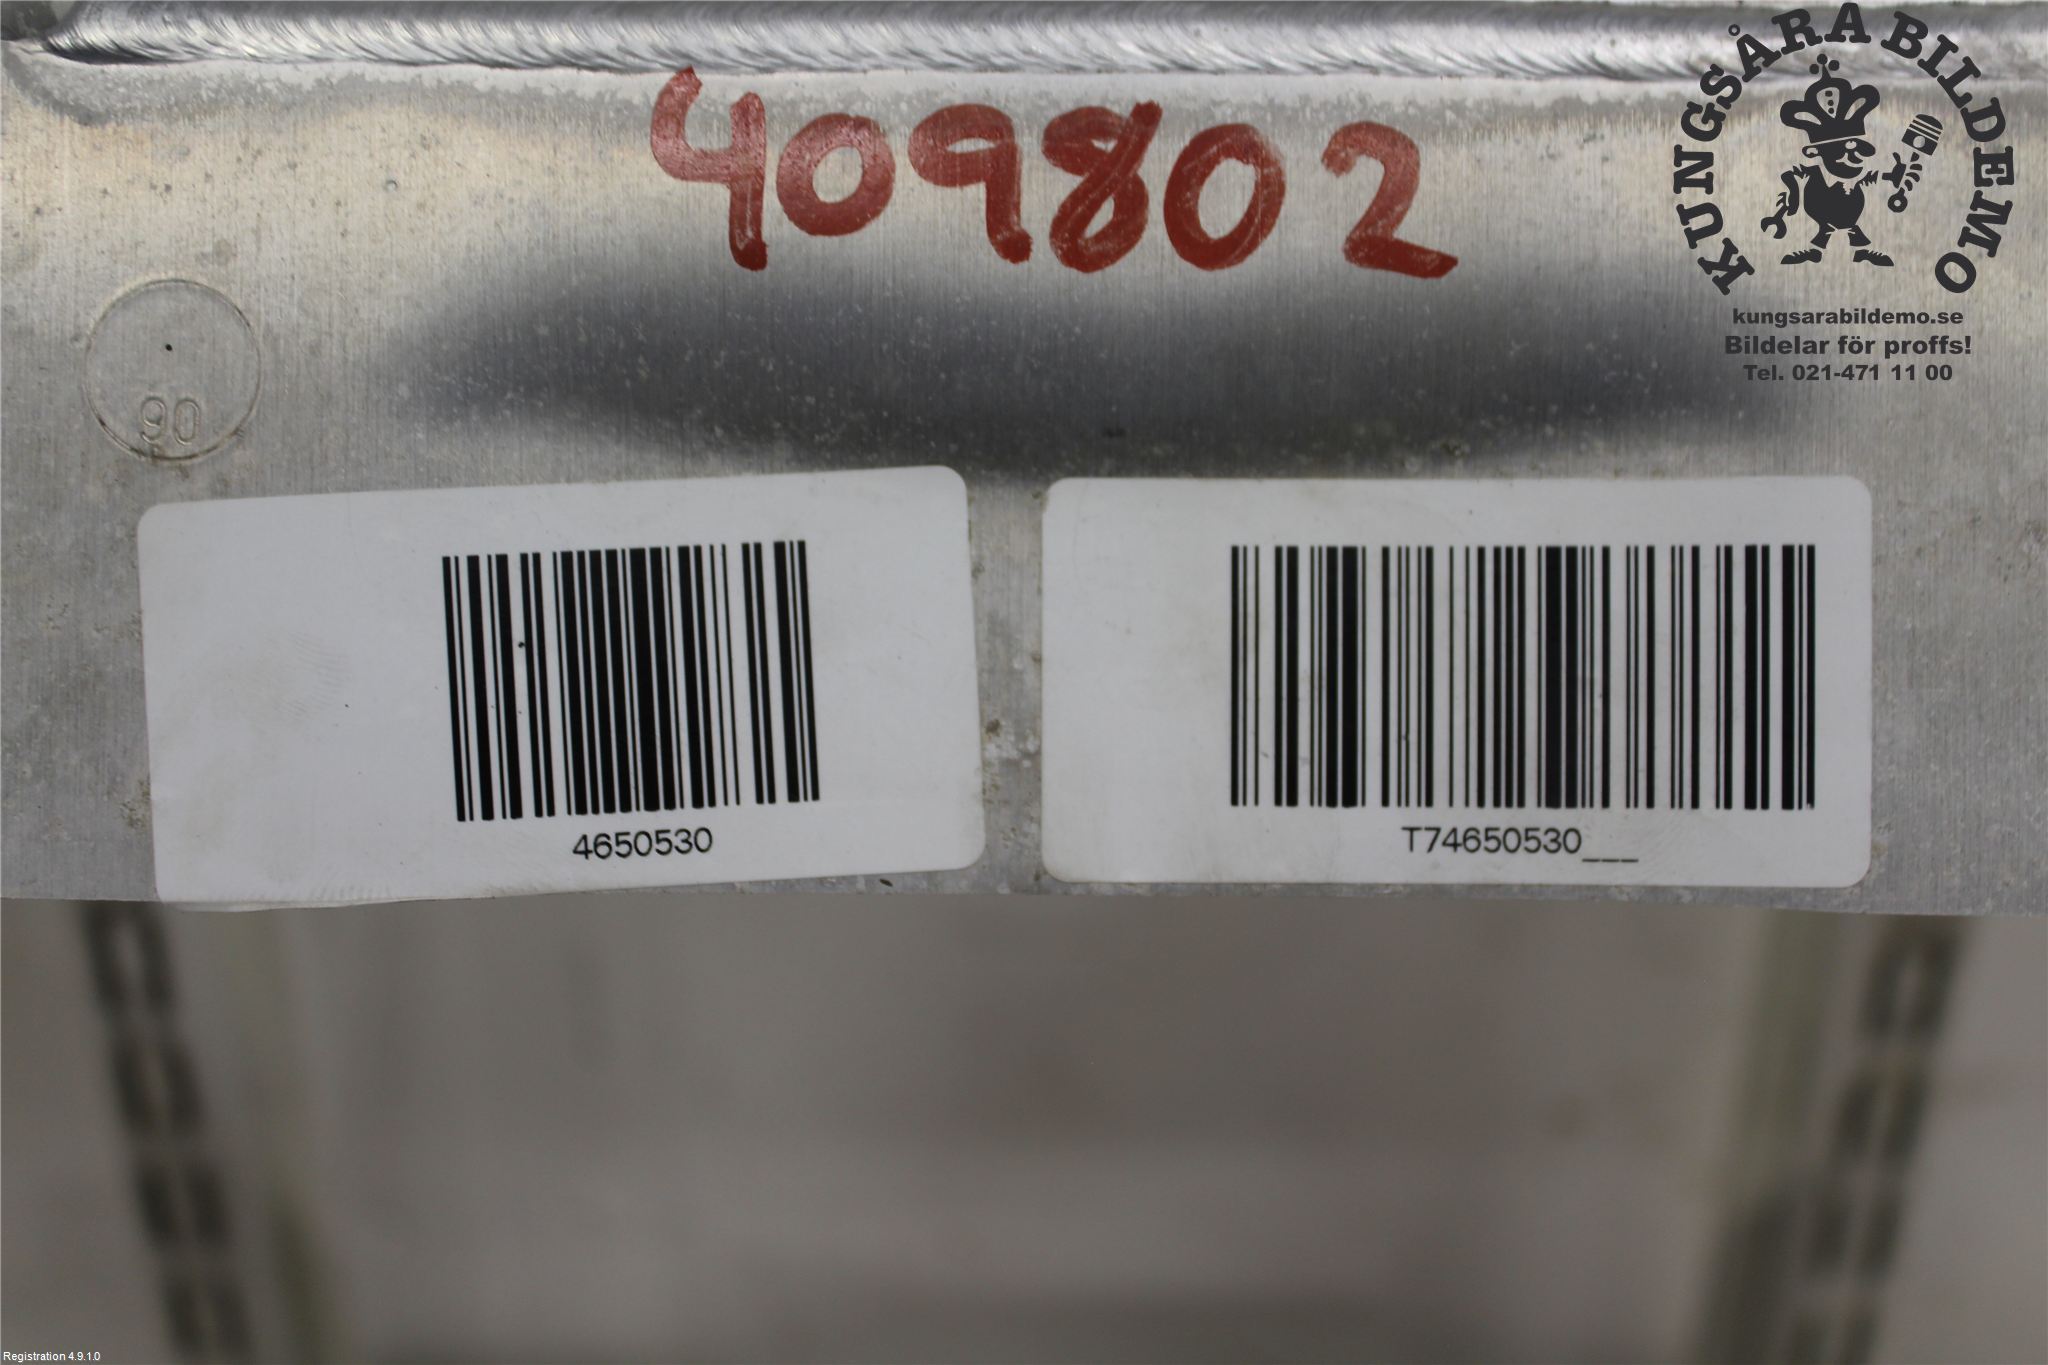 409802
KUNGSÅRA BILDEMO
kungsarabildemo.se
Bildelar för proffs!
Tel. 021-471 11 00
90
4650530
T74650530___
Registration 4.9.1.0